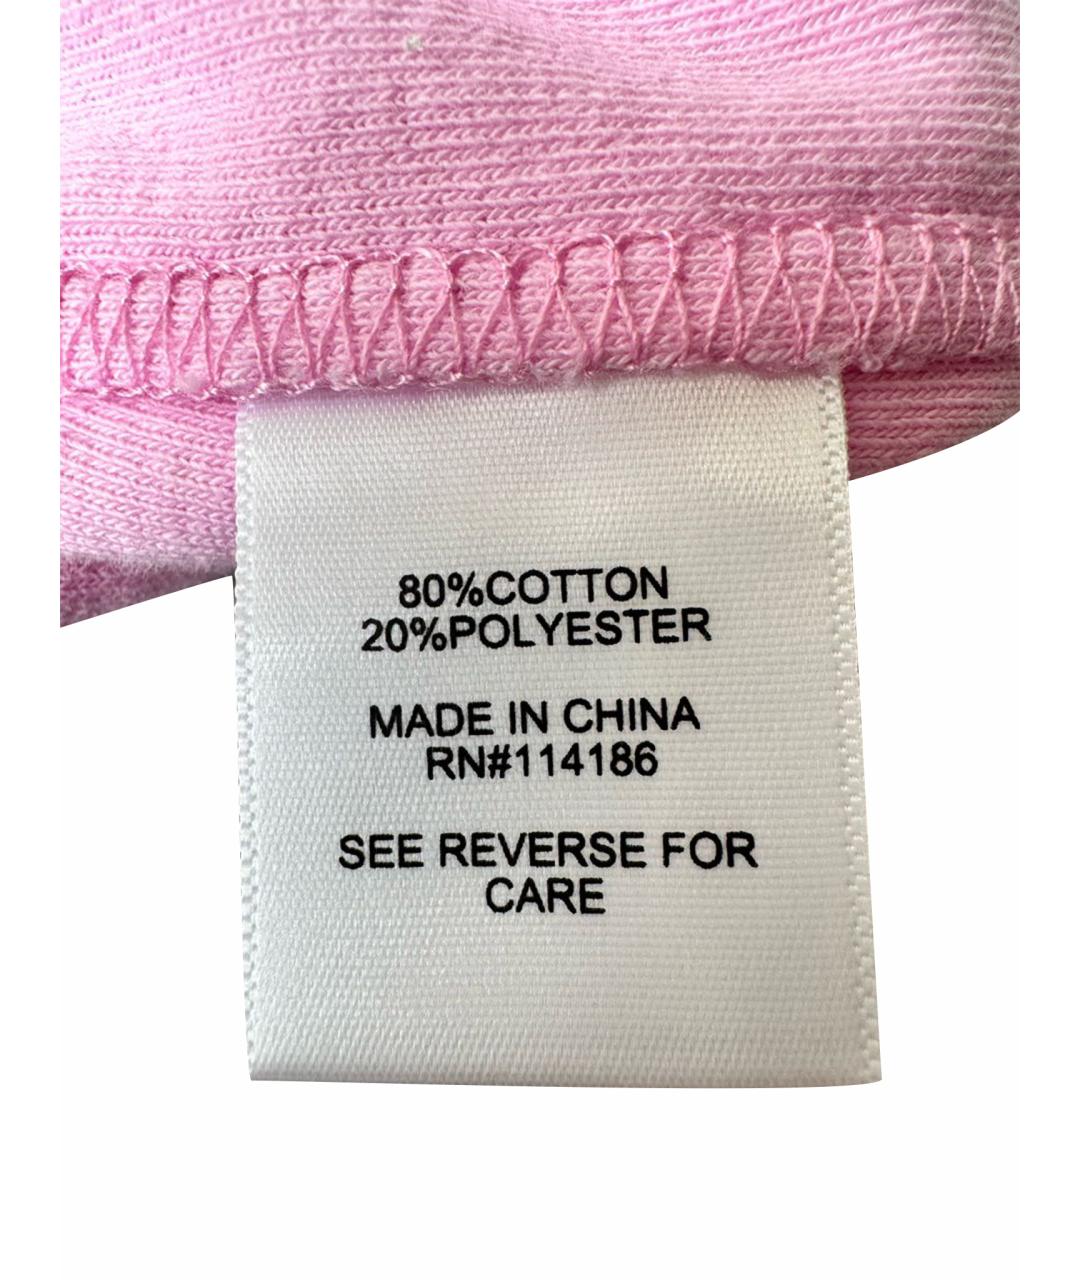 80%COTTON
20%POLYESTER
MADE IN CHINA
RN#114186
SEE REVERSE FOR
CARE